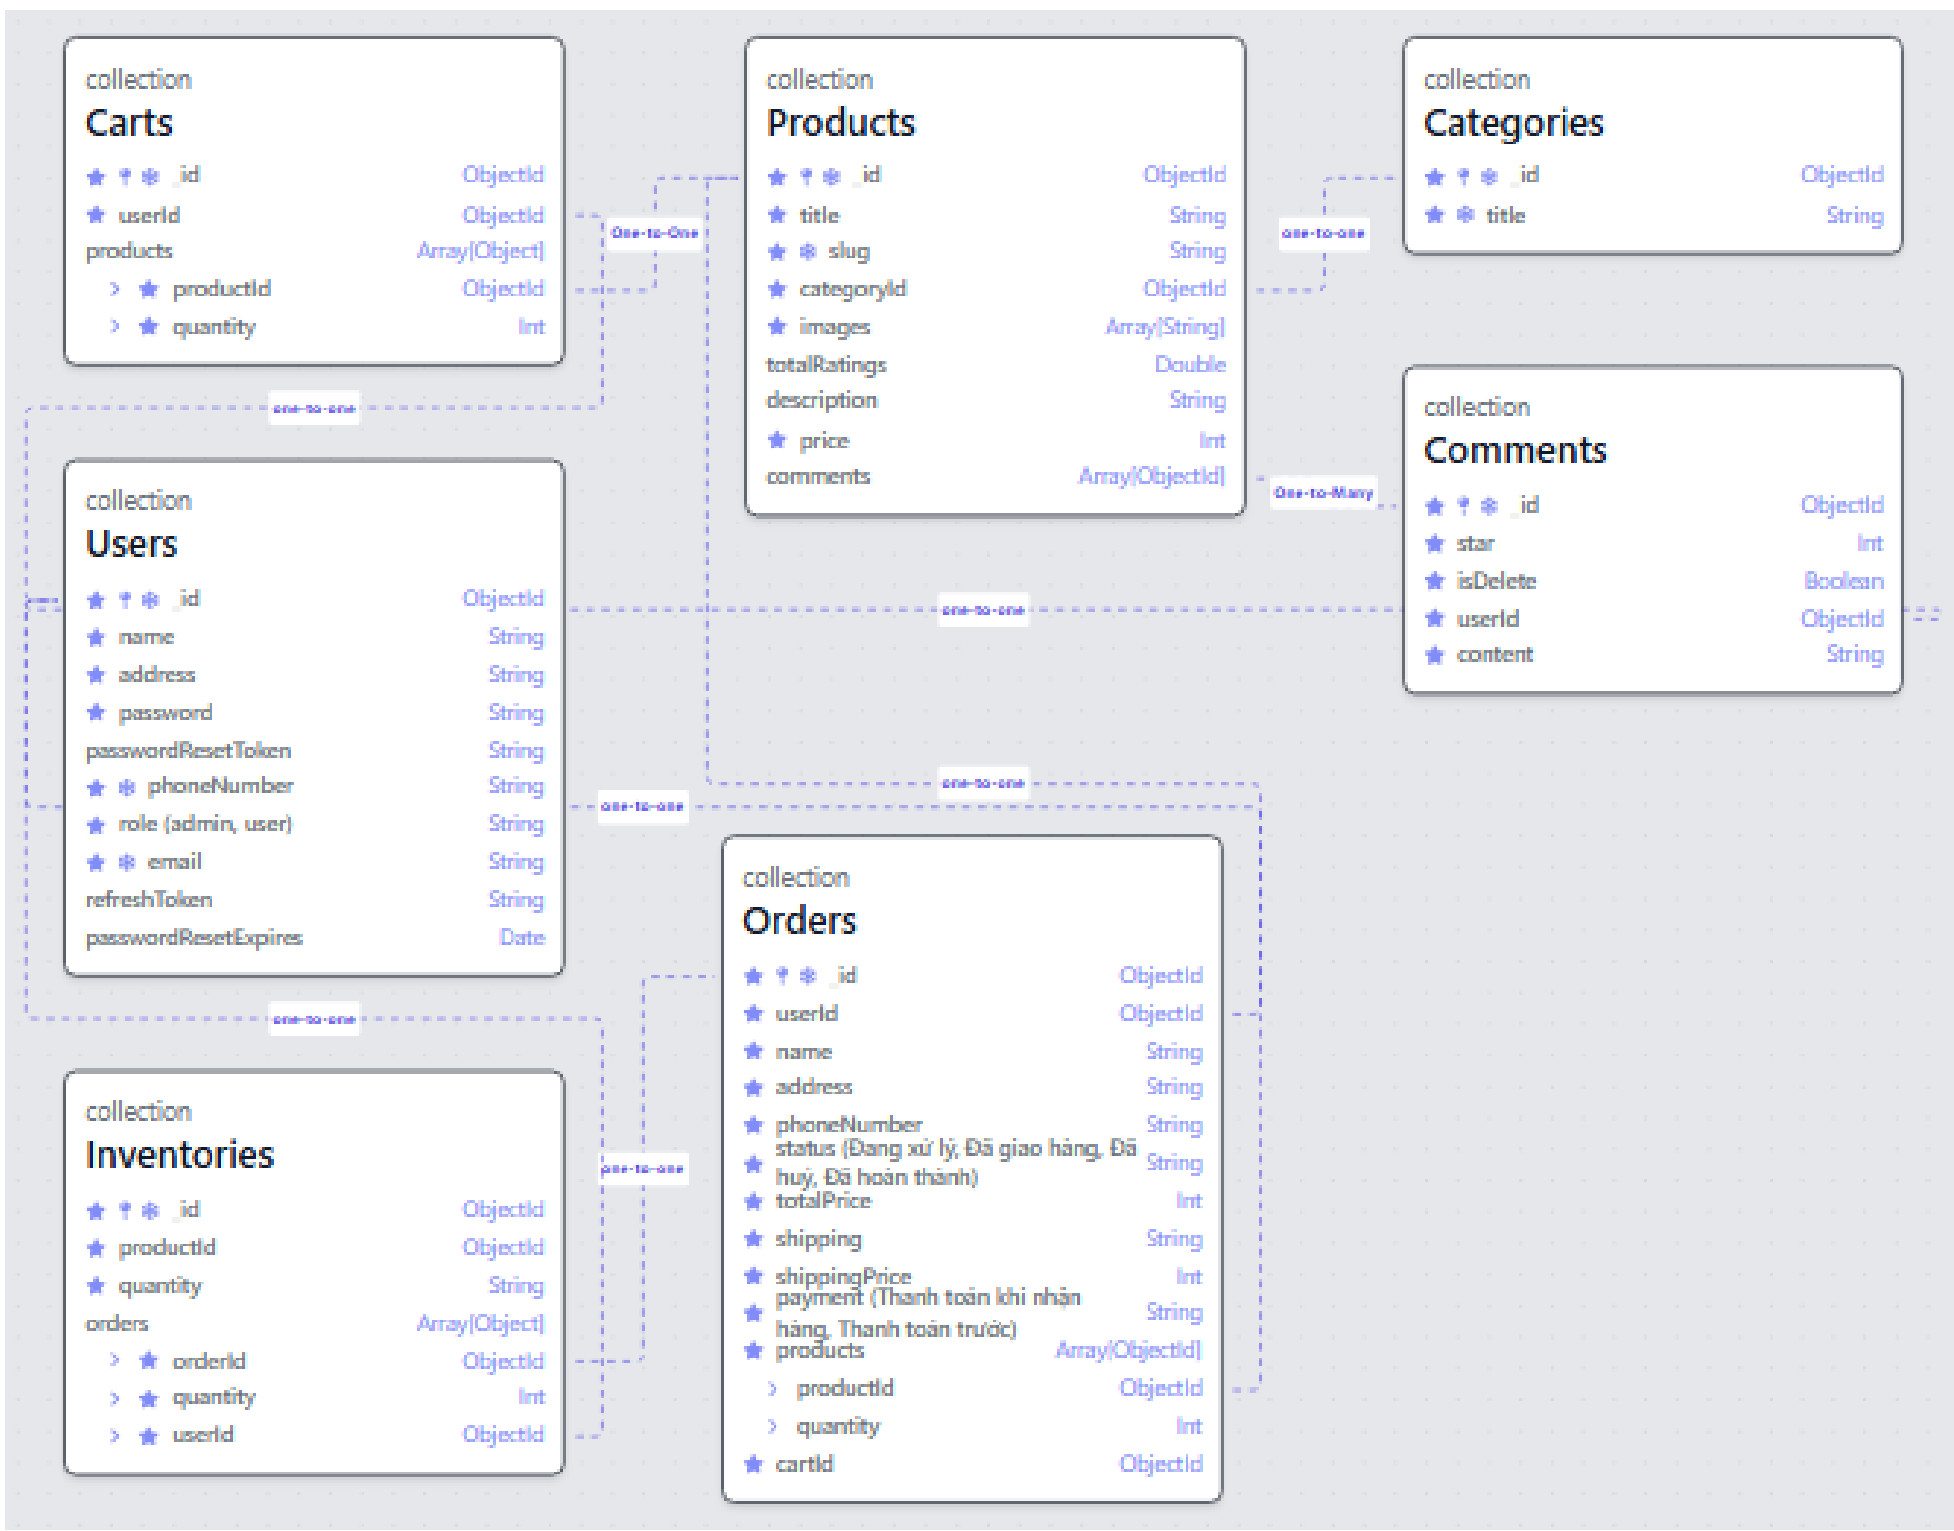 collection
Carts
_id ObjectId
userId ObjectId
products Array[Object]
productId ObjectId
quantity Int
One-to-One
one-to-one
collection
Products
_id ObjectId
title String
slug String
categoryId ObjectId
images Array[String]
totalRatings Double
description String
price Int
comments Array[ObjectId]
one-to-one
One-to-Many
collection
Categories
_id ObjectId
title String
collection
Comments
_id ObjectId
star Int
isDelete Boolean
userId ObjectId
content String
collection
Users
_id ObjectId
name String
address String
password String
passwordResetToken String
phoneNumber String
role (admin, user) String
email String
refreshToken String
passwordResetExpires Date
one-to-one
one-to-one
one-to-one
one-to-one
one-to-one
collection
Inventories
_id ObjectId
productId ObjectId
quantity String
orders Array[Object]
orderId ObjectId
quantity Int
userId ObjectId
collection
Orders
_id ObjectId
userId ObjectId
name String
address String
phoneNumber String
status (Đang xử lý, Đã giao hàng, Đã
huỷ, Đã hoàn thành) String
totalPrice Int
shipping String
shippingPrice Int
payment (Thanh toán khi nhận
hàng, Thanh toán trước) String
products Array[ObjectId]
productId ObjectId
quantity Int
cartId ObjectId